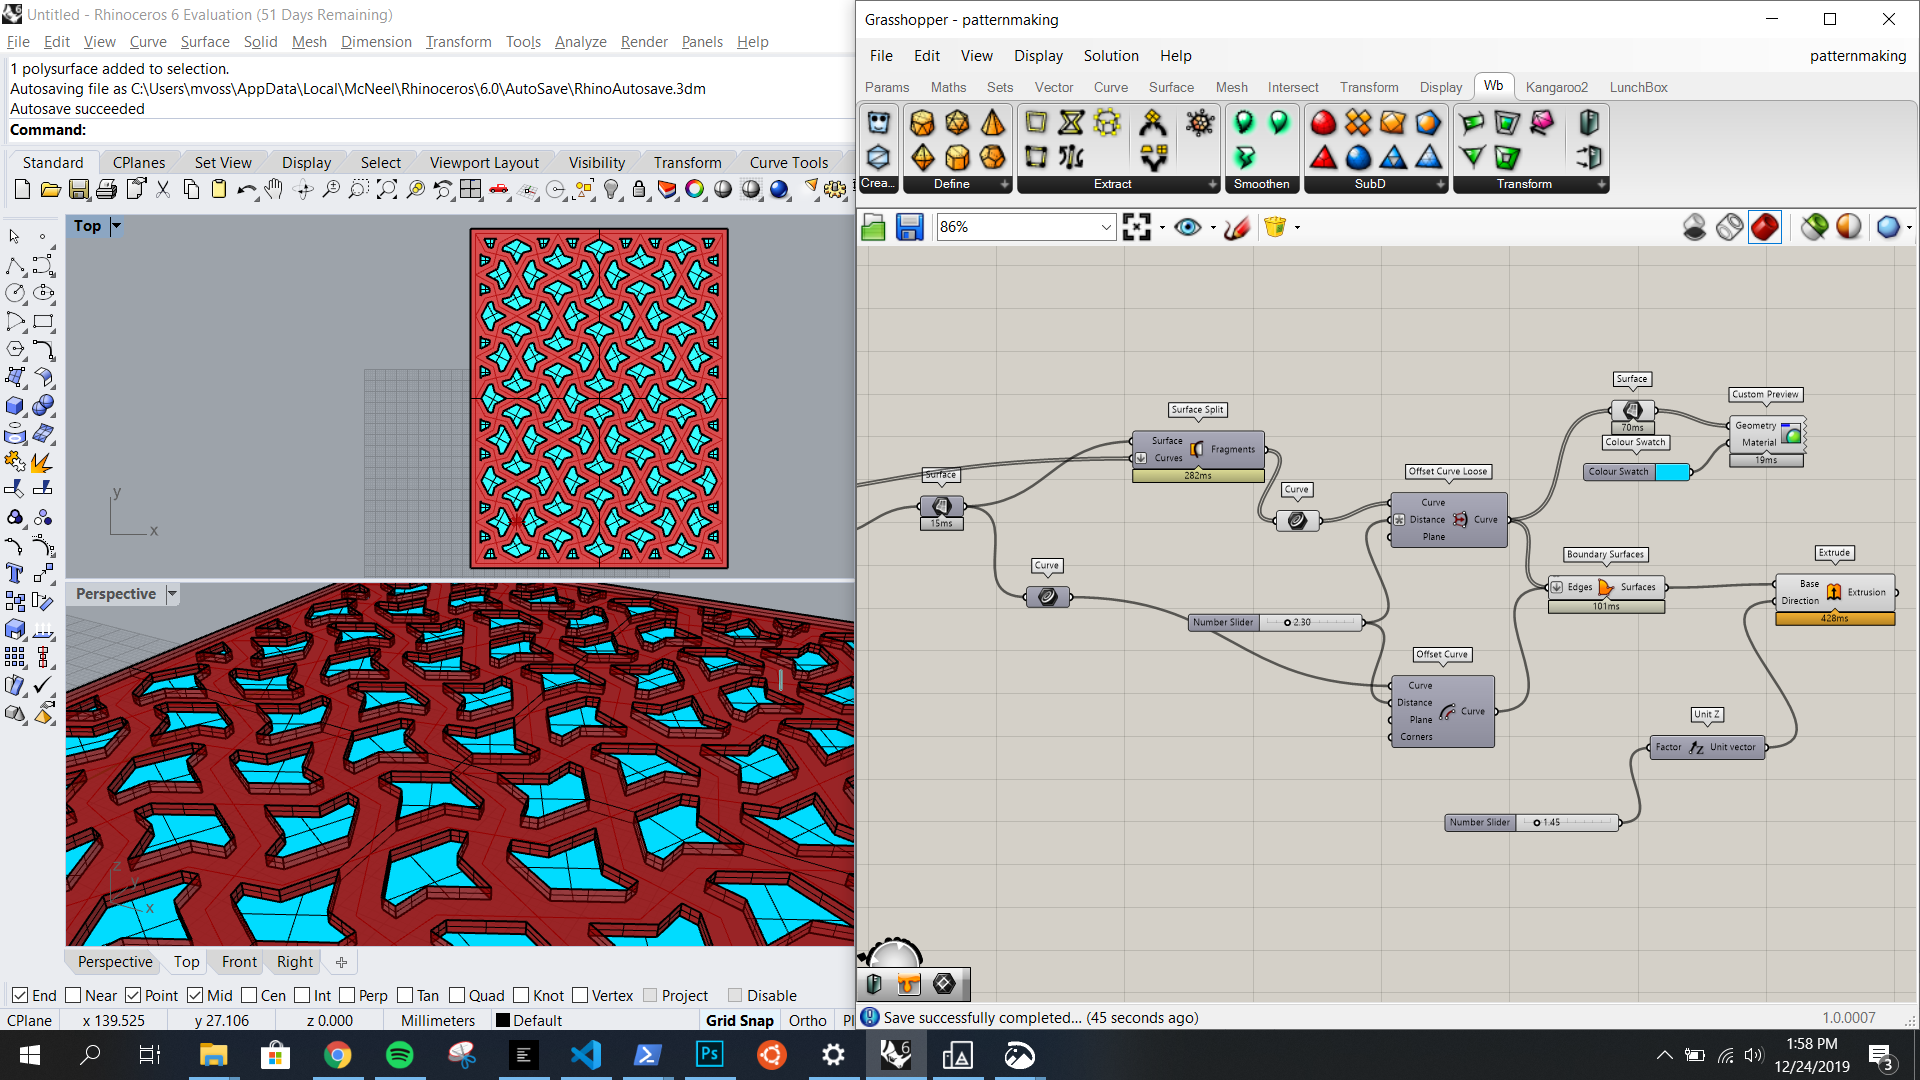 Untitled - Rhinoceros 6 Evaluation (51 Days Remaining)
File Edit View Curve Surface Solid Mesh Dimension Transform Tools Analyze Render Panels Help
1 polysurface added to selection.
Autosaving file as C:\Users\mvoss\AppData\Local\McNeel\Rhinoceros\6.0\AutoSave\RhinoAutosave.3dm
Autosave succeeded
Command:
Standard CPlanes Set View Display Select Viewport Layout Visibility Transform Curve Tools
Top
y
x
Perspective
z
y
x
Perspective Top Front Right
End Near Point Mid Cen Int Perp Tan Quad Knot Vertex Project Disable
CPlane x 139.525 y 27.106 z 0.000 Millimeters Default Grid Snap Ortho Pl
Grasshopper - patternmaking
File Edit View Display Solution Help patternmaking
Params Maths Sets Vector Curve Surface Mesh Intersect Transform Display Wb Kangaroo2 LunchBox
Crea... Define Extract Smoothen SubD Transform
86%
Surface
15ms
Curve
Surface Split
Surface
Curves
Fragments
282ms
Curve
Number Slider 2.30
Offset Curve Loose
Curve
Distance
Plane
Curve
Offset Curve
Curve
Distance
Plane
Corners
Curve
Surface
70ms
Colour Swatch
Colour Swatch
Custom Preview
Geometry
Material
19ms
Boundary Surfaces
Edges Surfaces
101ms
Extrude
Base
Direction
Extrusion
428ms
Unit Z
Factor Unit vector
Number Slider 1.45
Save successfully completed... (45 seconds ago) 1.0.0007
Ps
6
1:58 PM
12/24/2019
3